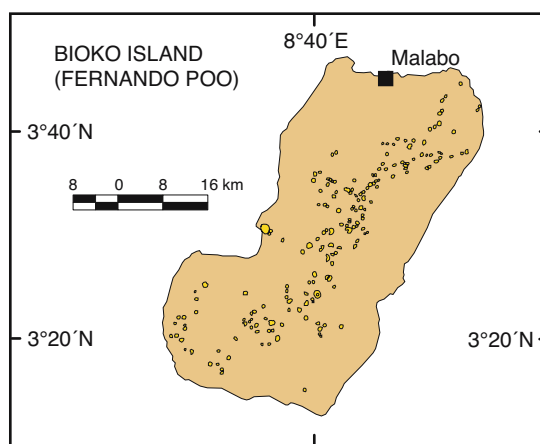 BIOKO ISLAND
(FERNANDO POO)
8°40´E
Malabo
3°40´N
8 0 8 16 km
3°20´N
3°20´N